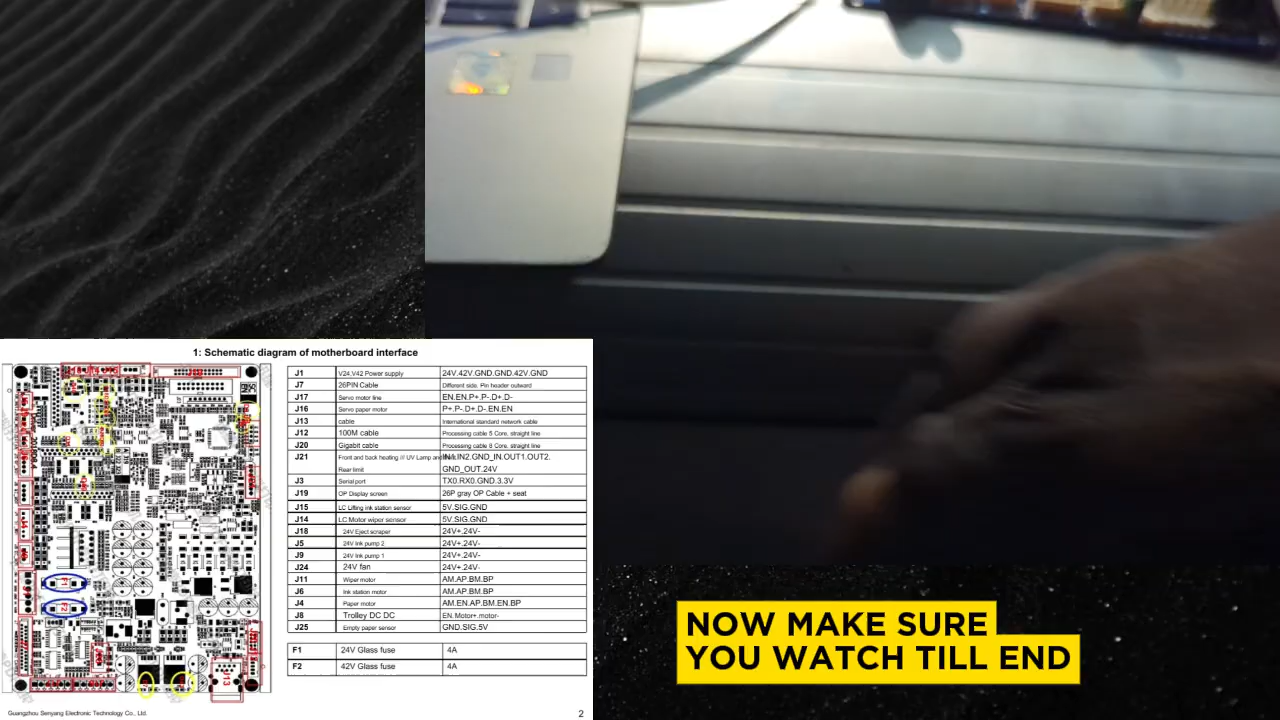 1: Schematic diagram of motherboard interface
J1 V24,V42 Power supply 24V.42V.GND.GND.42V.GND
J7 26PIN Cable Different side. Pin header outward
J17 Servo motor line EN.EN.P+.P-.D+.D-
J16 Servo paper motor P+.P-.D+.D-.EN.EN
J13 cable International standard network cable
J12 100M cable Processing cable 5 Core, straight line
J20 Gigabit cable Processing cable 8 Core, straight line
J21 Front and back heating /// UV Lamp and IN1.IN2.GND_IN.OUT1.OUT2.
Rear limit GND_OUT.24V
J3 Serial port TX0.RX0.GND.3.3V
J19 OP Display screen 26P gray OP Cable + seat
J15 LC Lifting ink station sensor 5V.SIG.GND
J14 LC Motor wiper sensor 5V.SIG.GND
J18 24V Eject scraper 24V+.24V-
J5 24V Ink pump 2 24V+.24V-
J9 24V Ink pump 1 24V+.24V-
J24 24V fan 24V+.24V-
J11 Wiper motor AM.AP.BM.BP
J6 Ink station motor AM.AP.BM.BP
J4 Paper motor AM.EN.AP.BM.EN.BP
J8 Trolley DC DC EN. Motor+.motor-
J25 Empty paper sensor GND.SIG.5V
F1 24V Glass fuse 4A
F2 42V Glass fuse 4A
F1
F2
J13
Guangzhou Senyang Electronic Technology Co., Ltd.
2
NOW MAKE SURE
YOU WATCH TILL END